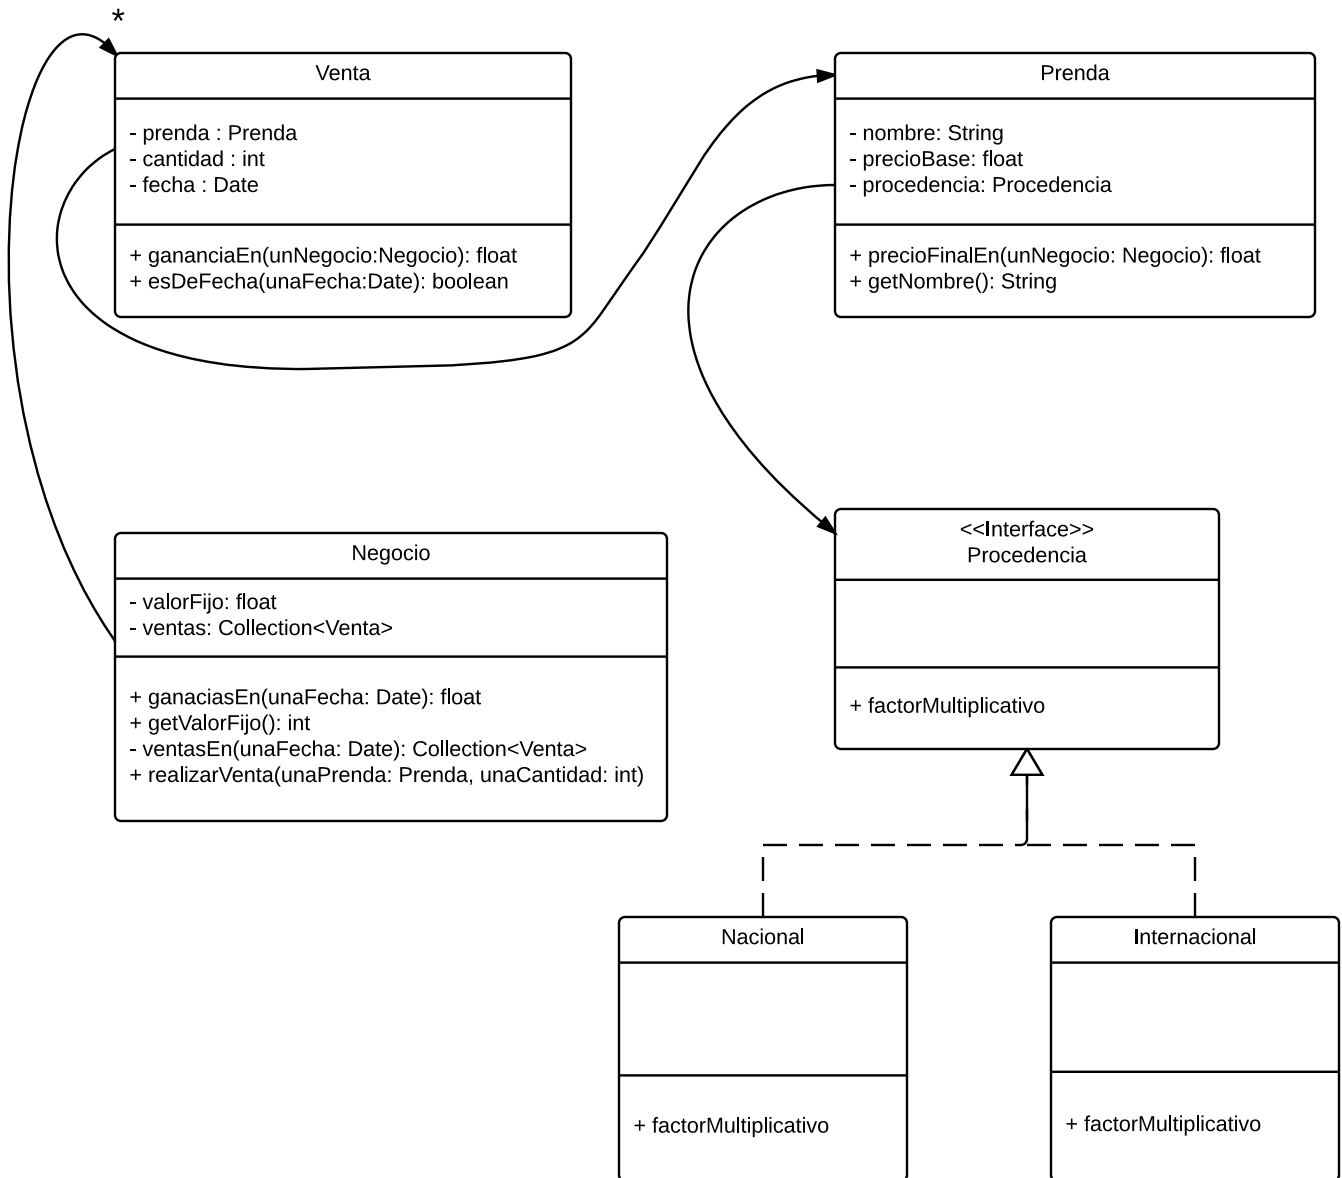 *
Venta
- prenda : Prenda
- cantidad : int
- fecha : Date
+ gananciaEn(unNegocio:Negocio): float
+ esDeFecha(unaFecha:Date): boolean
Prenda
- nombre: String
- precioBase: float
- procedencia: Procedencia
+ precioFinalEn(unNegocio: Negocio): float
+ getNombre(): String
Negocio
- valorFijo: float
- ventas: Collection<Venta>
+ ganaciasEn(unaFecha: Date): float
+ getValorFijo(): int
- ventasEn(unaFecha: Date): Collection<Venta>
+ realizarVenta(unaPrenda: Prenda, unaCantidad: int)
<<Interface>>
Procedencia
+ factorMultiplicativo
Nacional
+ factorMultiplicativo
Internacional
+ factorMultiplicativo